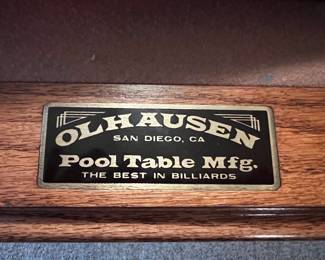 OLHAUSEN
SAN DIEGO, CA
Pool Table Mfg.
THE BEST IN BILLIARDS